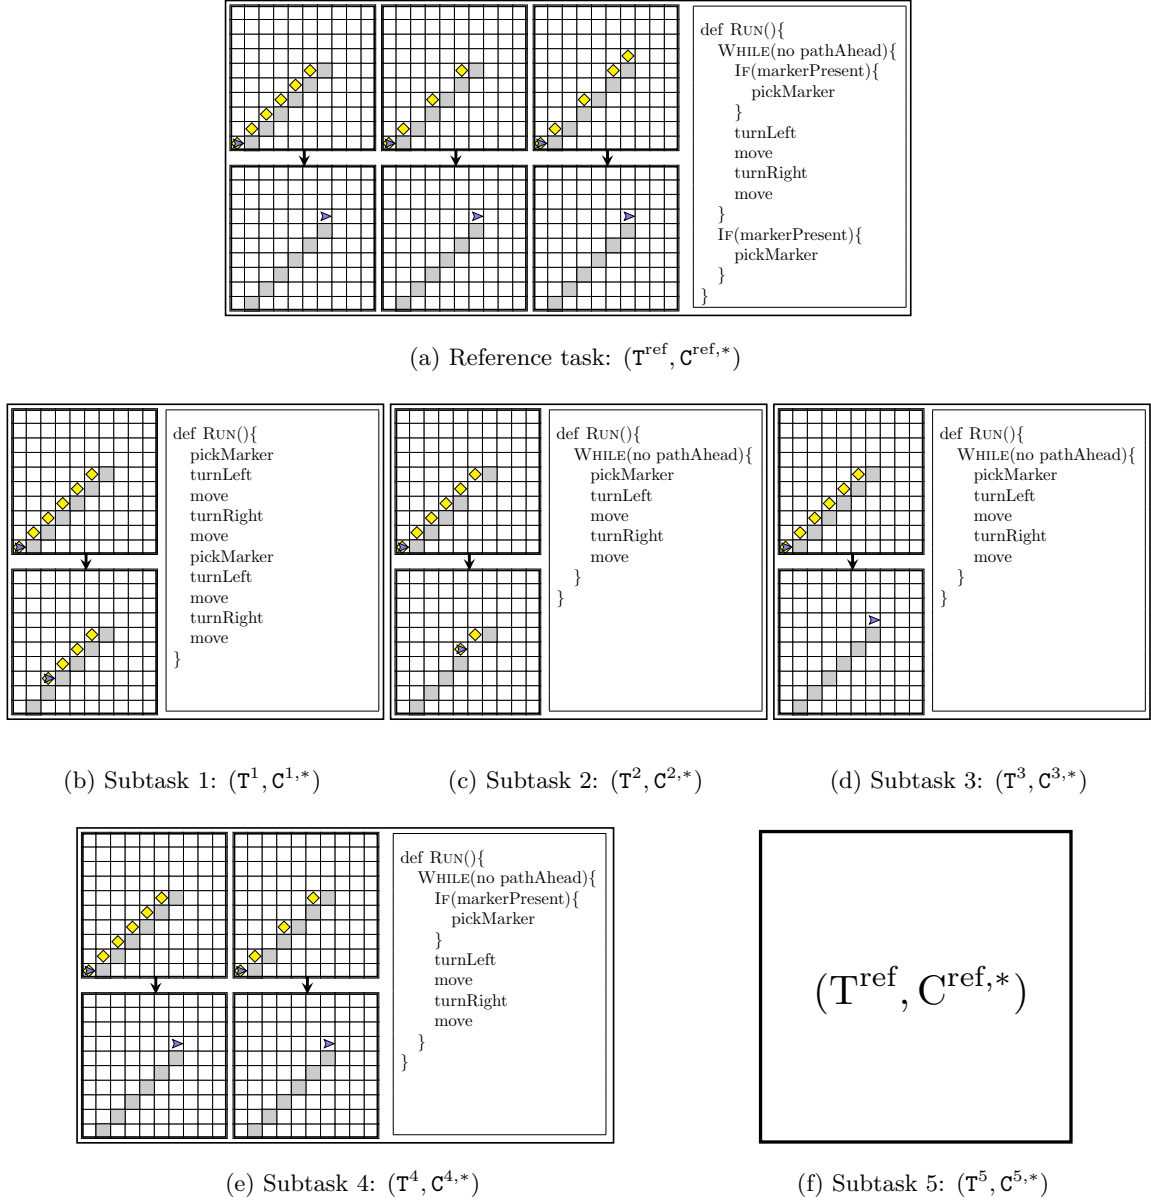 def RUN(){
WHILE(no pathAhead){
IF(markerPresent){
pickMarker
}
turnLeft
move
turnRight
move
}
IF(markerPresent){
pickMarker
}
}
(a) Reference task: (T^ref, C^ref,*)
def RUN(){
pickMarker
turnLeft
move
turnRight
move
pickMarker
turnLeft
move
turnRight
move
}
def RUN(){
WHILE(no pathAhead){
pickMarker
turnLeft
move
turnRight
move
}
}
def RUN(){
WHILE(no pathAhead){
pickMarker
turnLeft
move
turnRight
move
}
}
(b) Subtask 1: (T^1, C^1,*)
(c) Subtask 2: (T^2, C^2,*)
(d) Subtask 3: (T^3, C^3,*)
def RUN(){
WHILE(no pathAhead){
IF(markerPresent){
pickMarker
}
turnLeft
move
turnRight
move
}
}
(T^ref, C^ref,*)
(e) Subtask 4: (T^4, C^4,*)
(f) Subtask 5: (T^5, C^5,*)